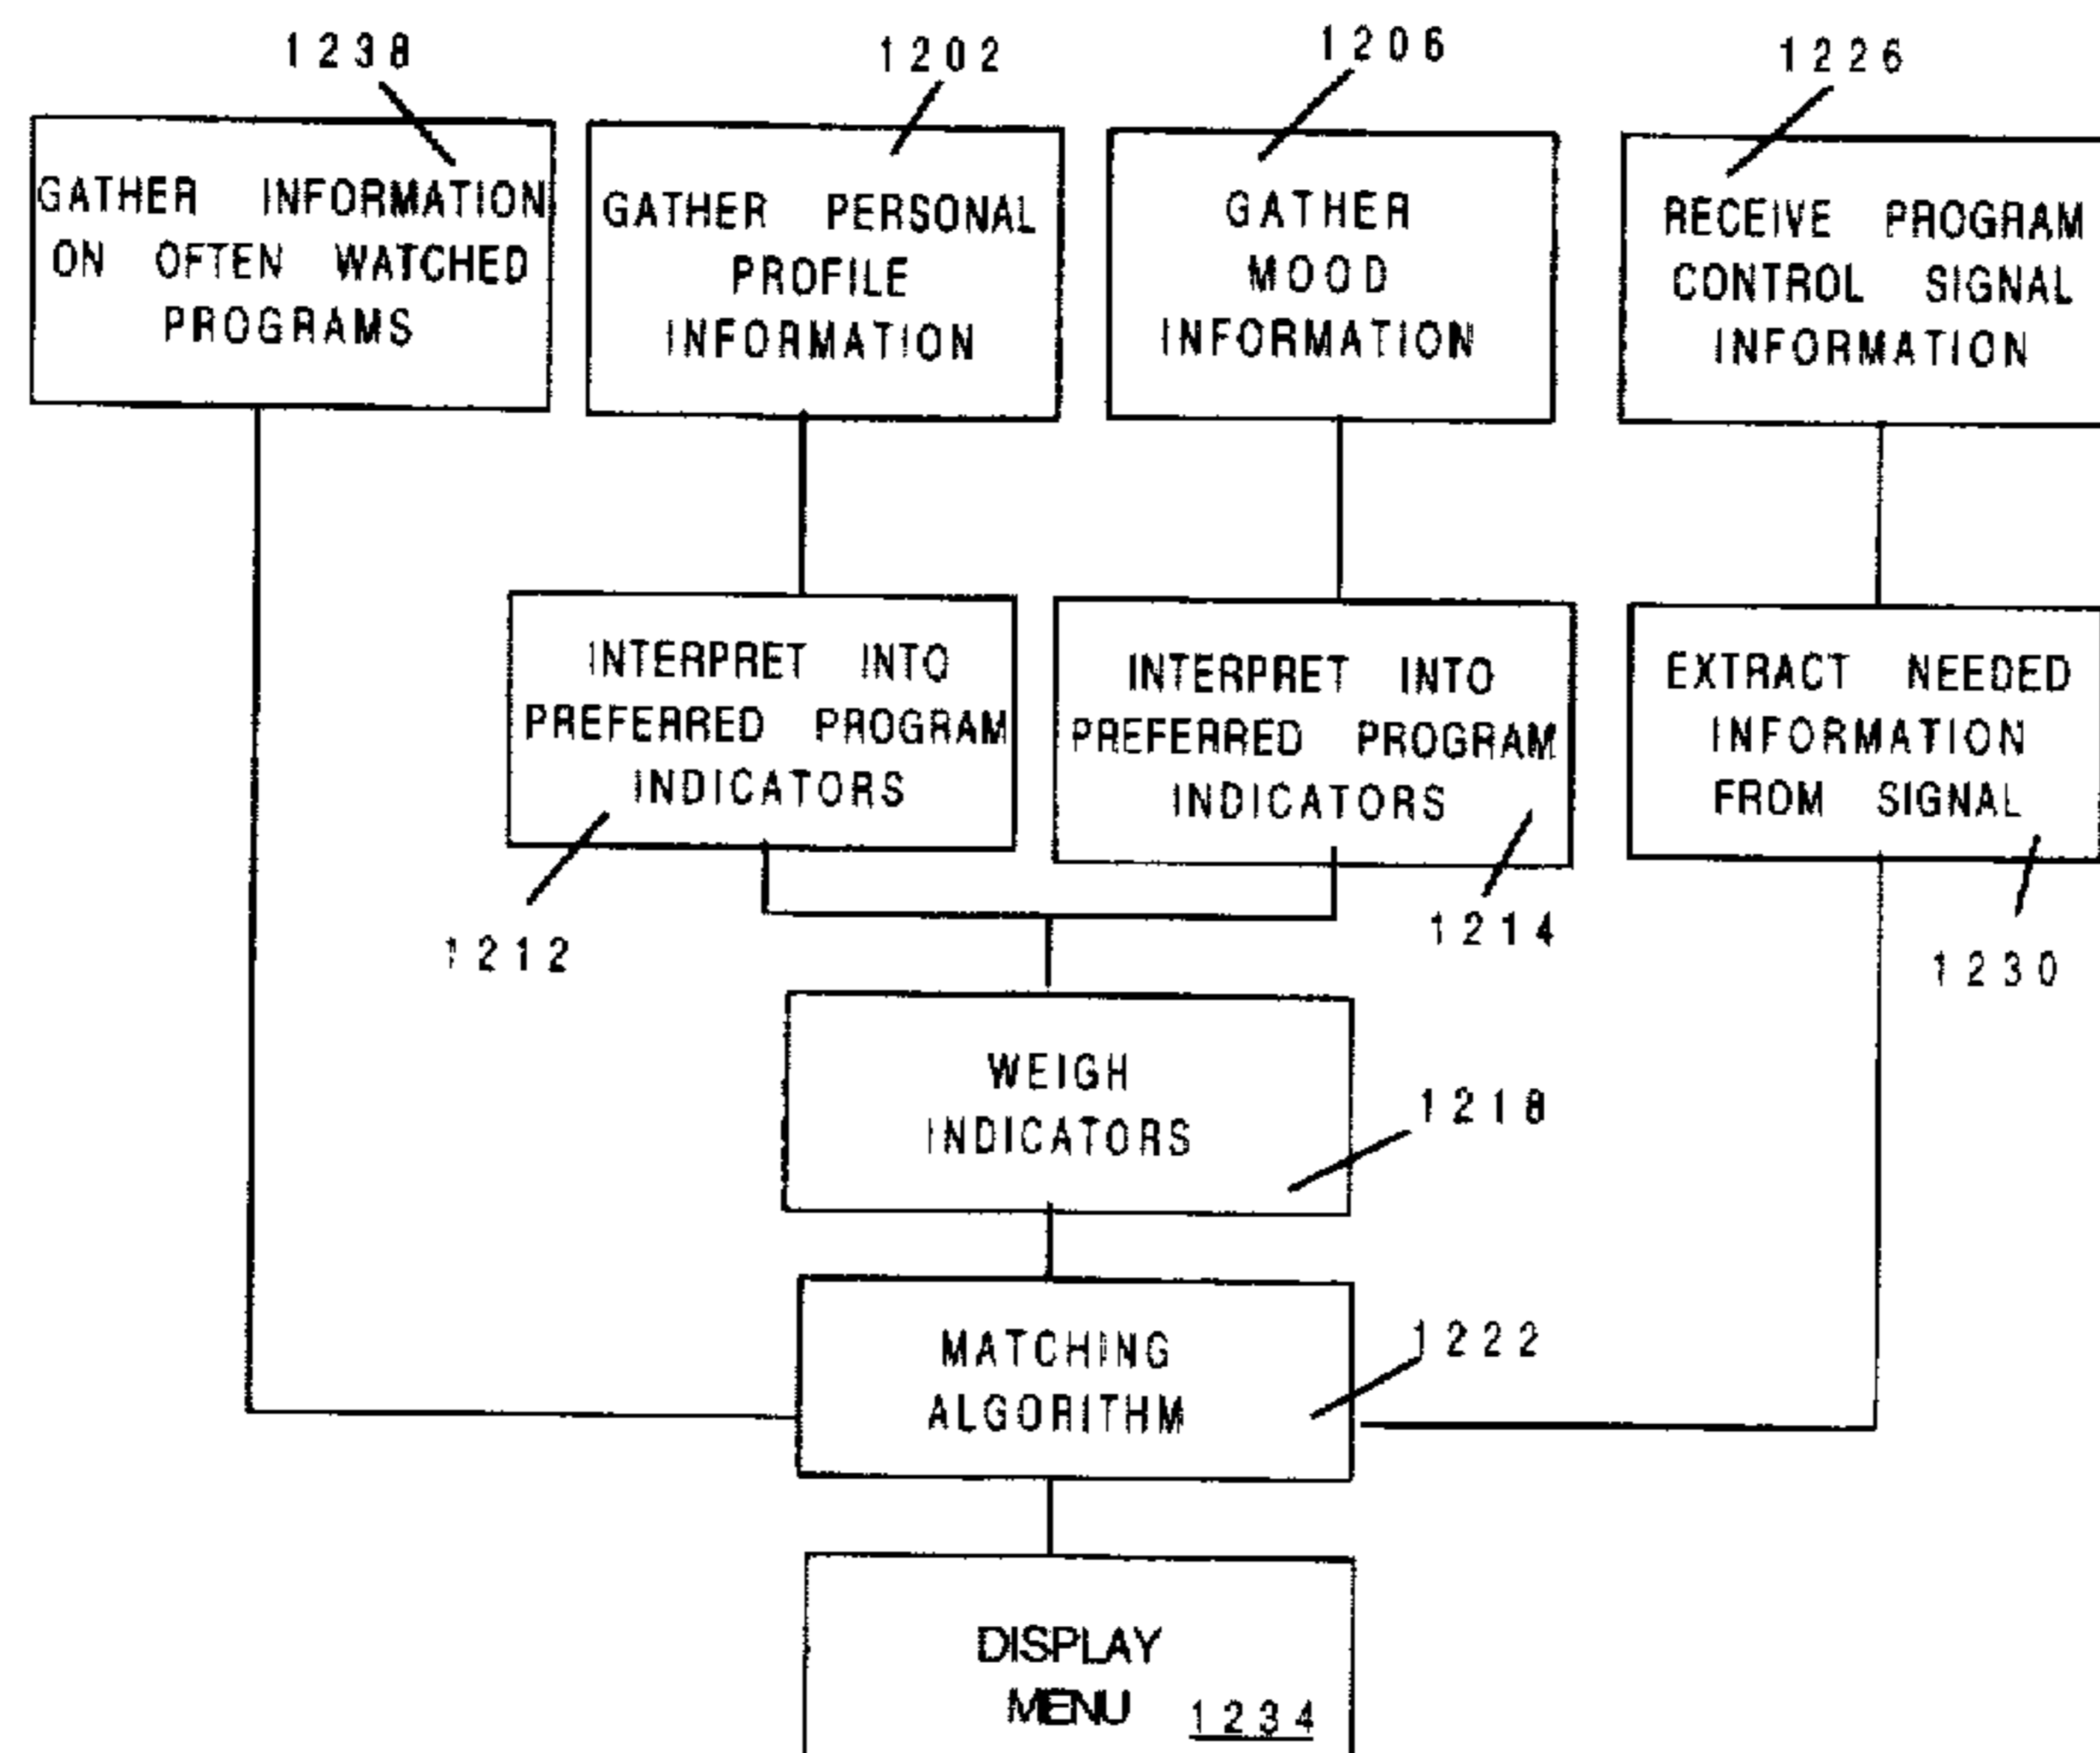 1238
1202
1206
1226
GATHER INFORMATION
ON OFTEN WATCHED
PROGRAMS
GATHER PERSONAL
PROFILE
INFORMATION
GATHER
MOOD
INFORMATION
RECEIVE PROGRAM
CONTROL SIGNAL
INFORMATION
INTERPRET INTO
PREFERRED PROGRAM
INDICATORS
INTERPRET INTO
PREFERRED PROGRAM
INDICATORS
EXTRACT NEEDED
INFORMATION
FROM SIGNAL
1212
1214
1230
WEIGH
INDICATORS
1218
MATCHING
ALGORITHM
1222
DISPLAY
MENU 1234